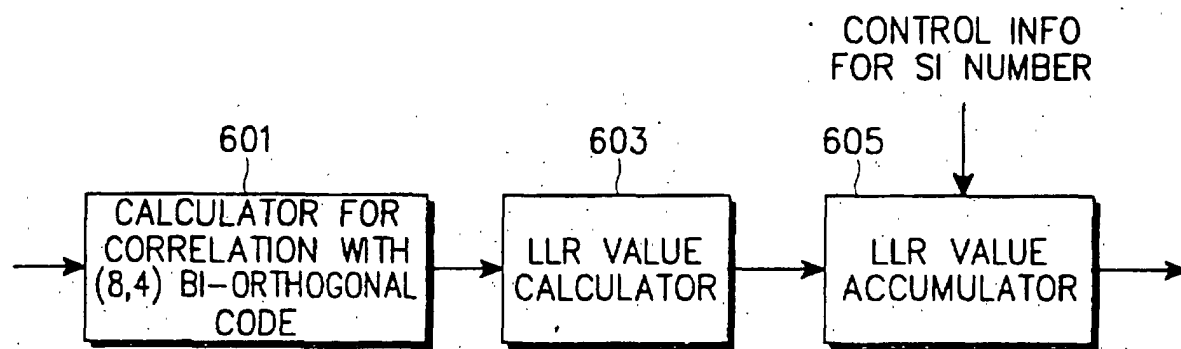 CONTROL INFO
FOR SI NUMBER
601
603
605
CALCULATOR FOR
CORRELATION WITH
(8,4) BI-ORTHOGONAL
CODE
LLR VALUE
CALCULATOR
LLR VALUE
ACCUMULATOR